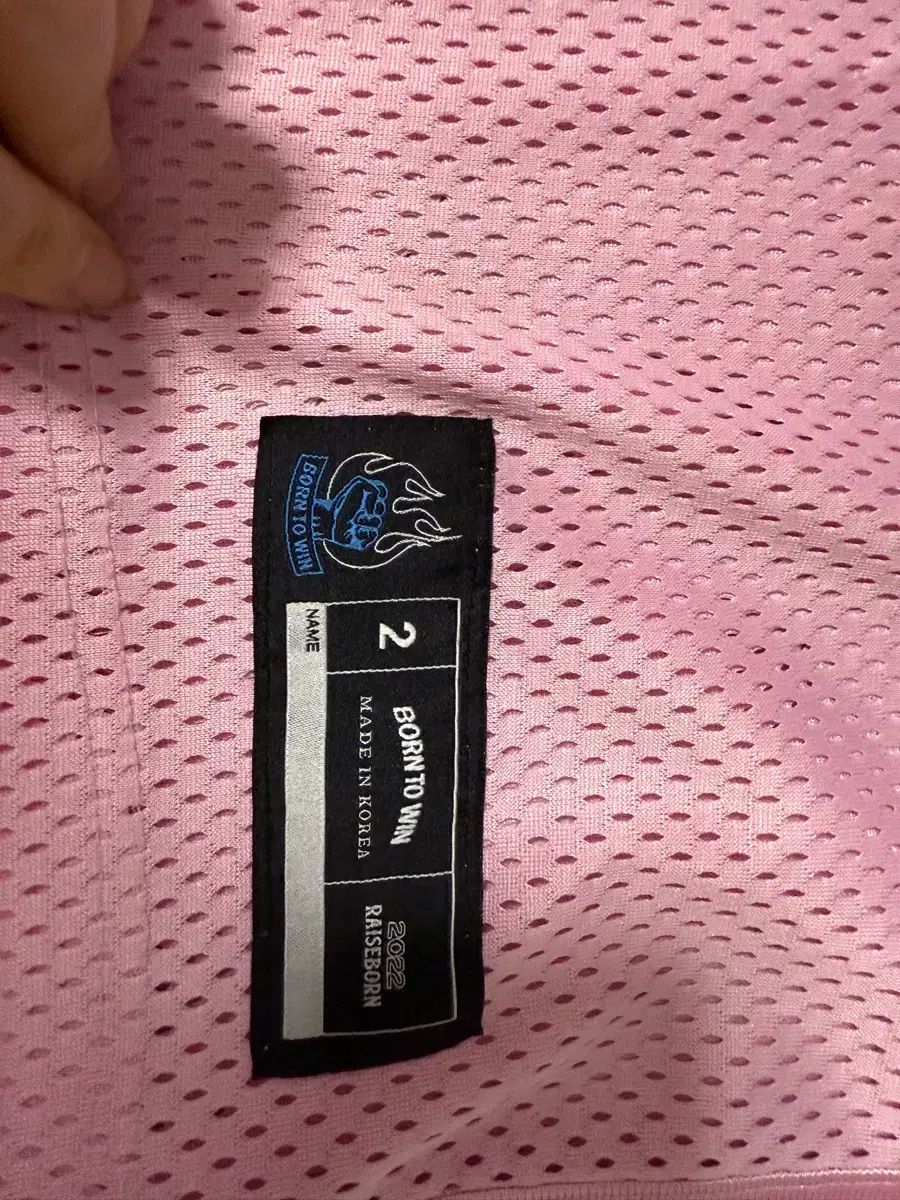 BORN TO WIN
2
BORN TO WIN
MADE IN KOREA
2022
RAISEBORN
NAME